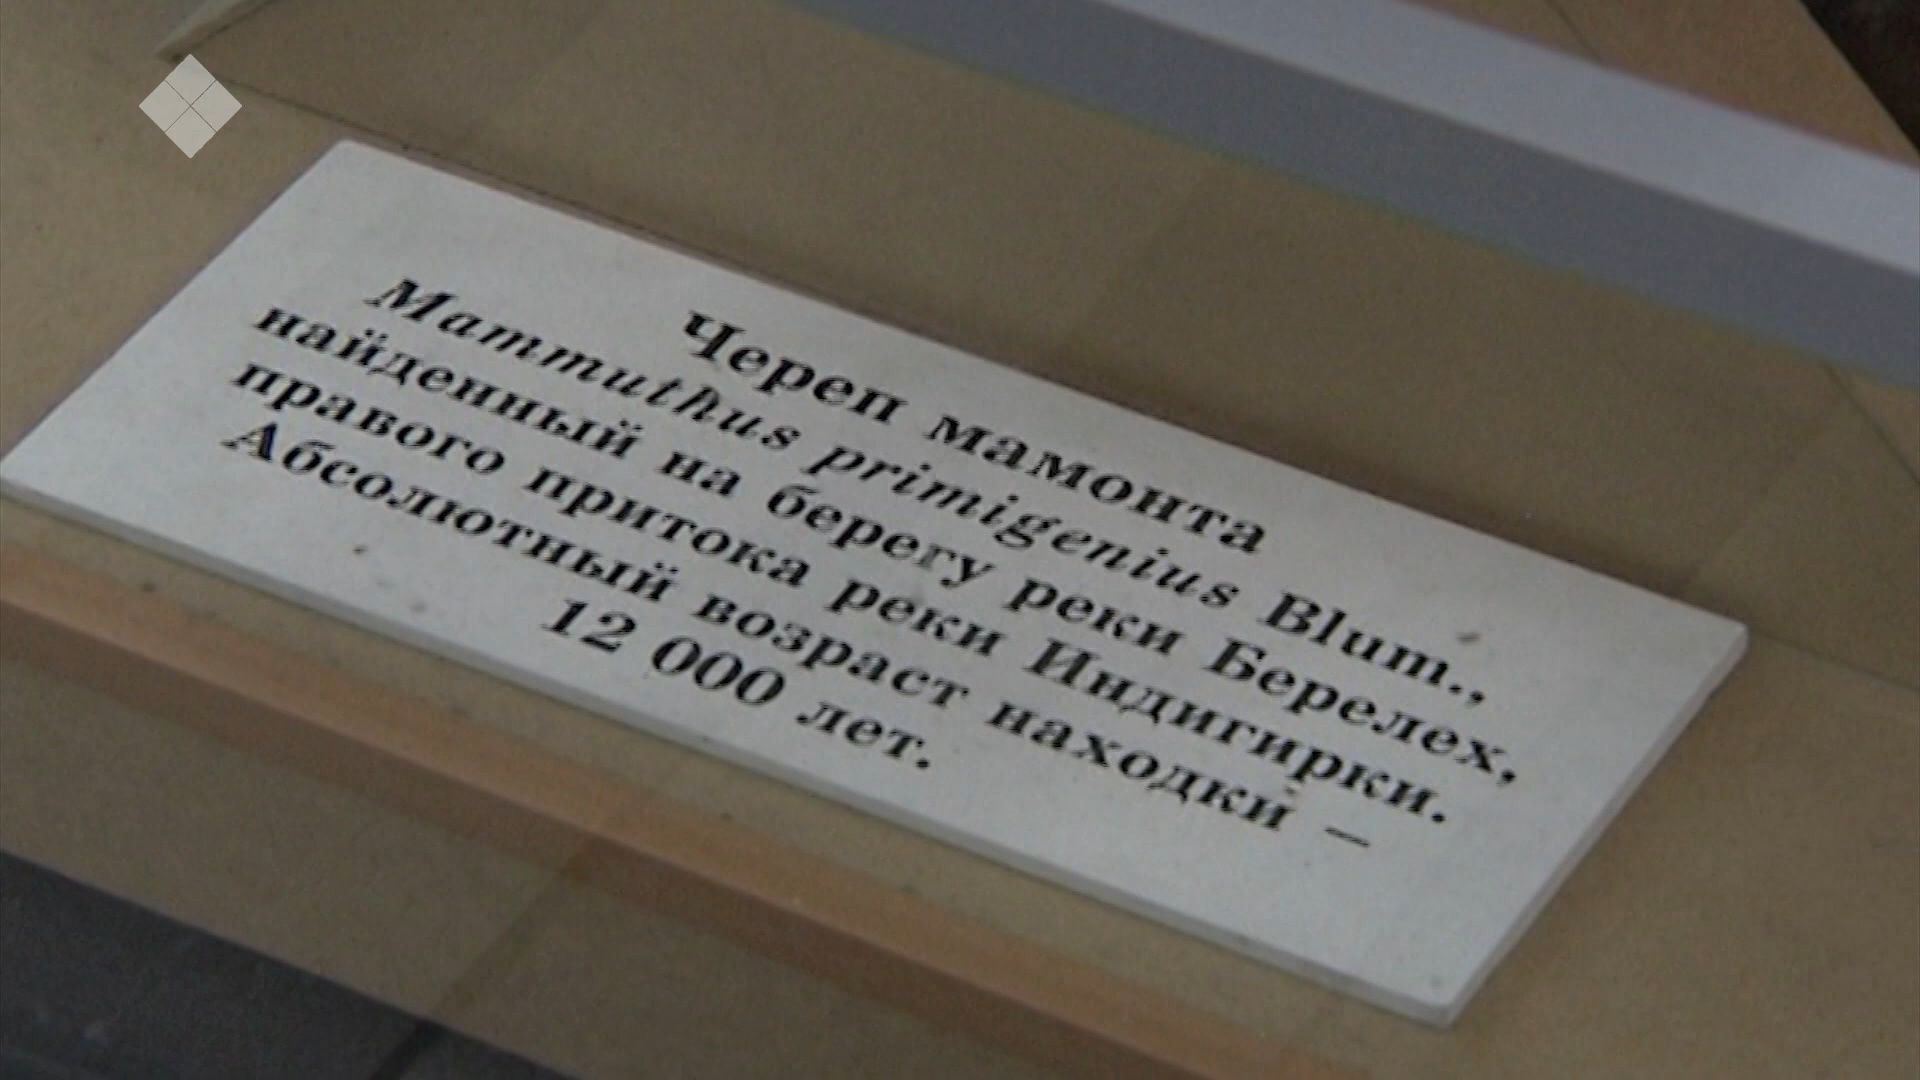 Череп мамонта
Mammuthus primigenius Blum.,
найденный на берегу реки Берелех,
правого притока реки Индигирки.
Абсолютный возраст находки –
12 000 лет.